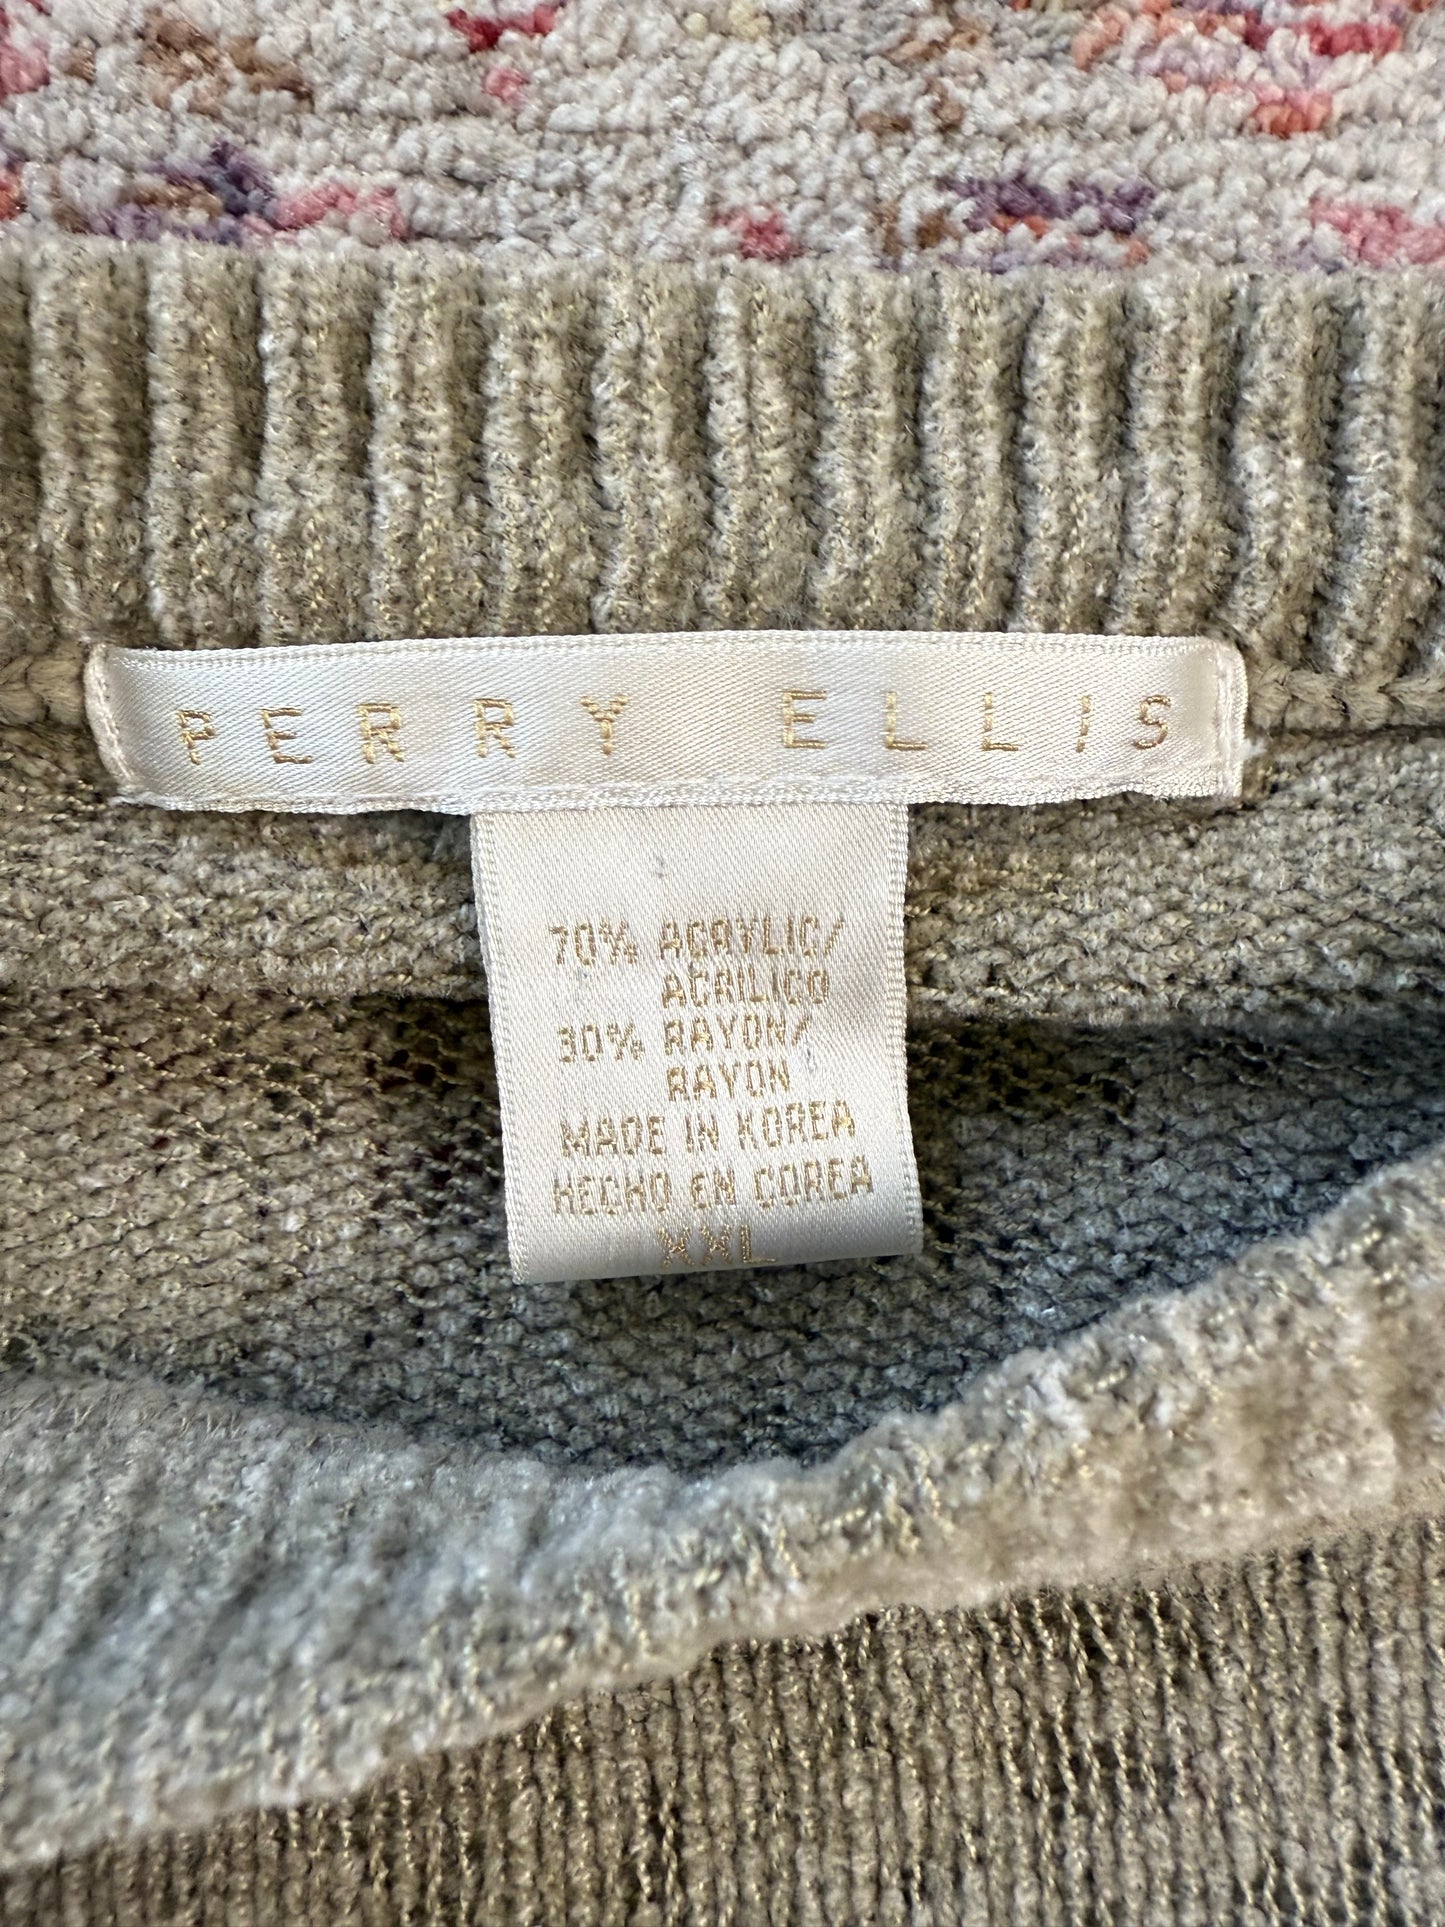 PERRY ELLIS
70% ACRYLIC/
ACRILICO
30% RAYON/
RAYON
MADE IN KOREA
HECHO EN COREA
XXL